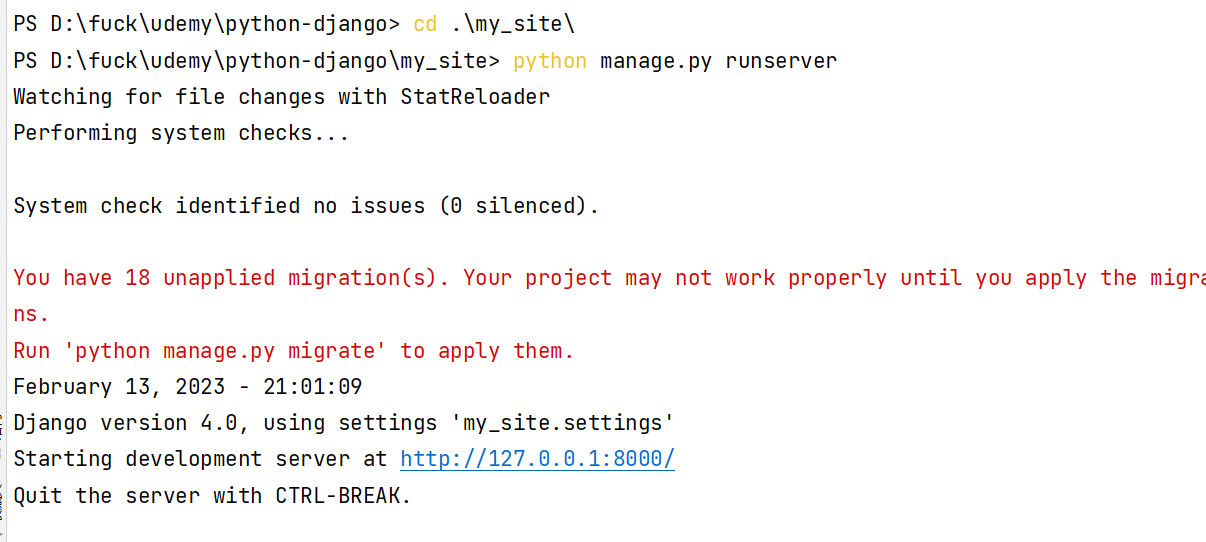 PS D:\fuck\udemy\python-django> cd .\my_site\
PS D:\fuck\udemy\python-django\my_site> python manage.py runserver
Watching for file changes with StatReloader
Performing system checks...
System check identified no issues (0 silenced).
You have 18 unapplied migration(s). Your project may not work properly until you apply the migra
ns.
Run 'python manage.py migrate' to apply them.
February 13, 2023 - 21:01:09
Django version 4.0, using settings 'my_site.settings'
Starting development server at http://127.0.0.1:8000/
Quit the server with CTRL-BREAK.